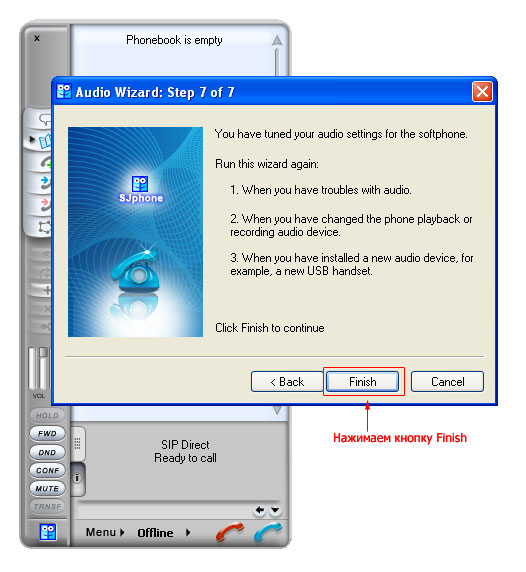 x
Phonebook is empty
Audio Wizard: Step 7 of 7
SJphone
You have tuned your audio settings for the softphone.
Run this wizard again:
1. When you have troubles with audio.
2. When you have changed the phone playback or
recording audio device.
3. When you have installed a new audio device, for
example, a new USB handset.
Click Finish to continue
< Back
Finish
Cancel
Нажимаем кнопку Finish
VOL
HOLD
FWD
DND
CONF
MUTE
TRNSF
i
SIP Direct
Ready to call
Menu
Offline